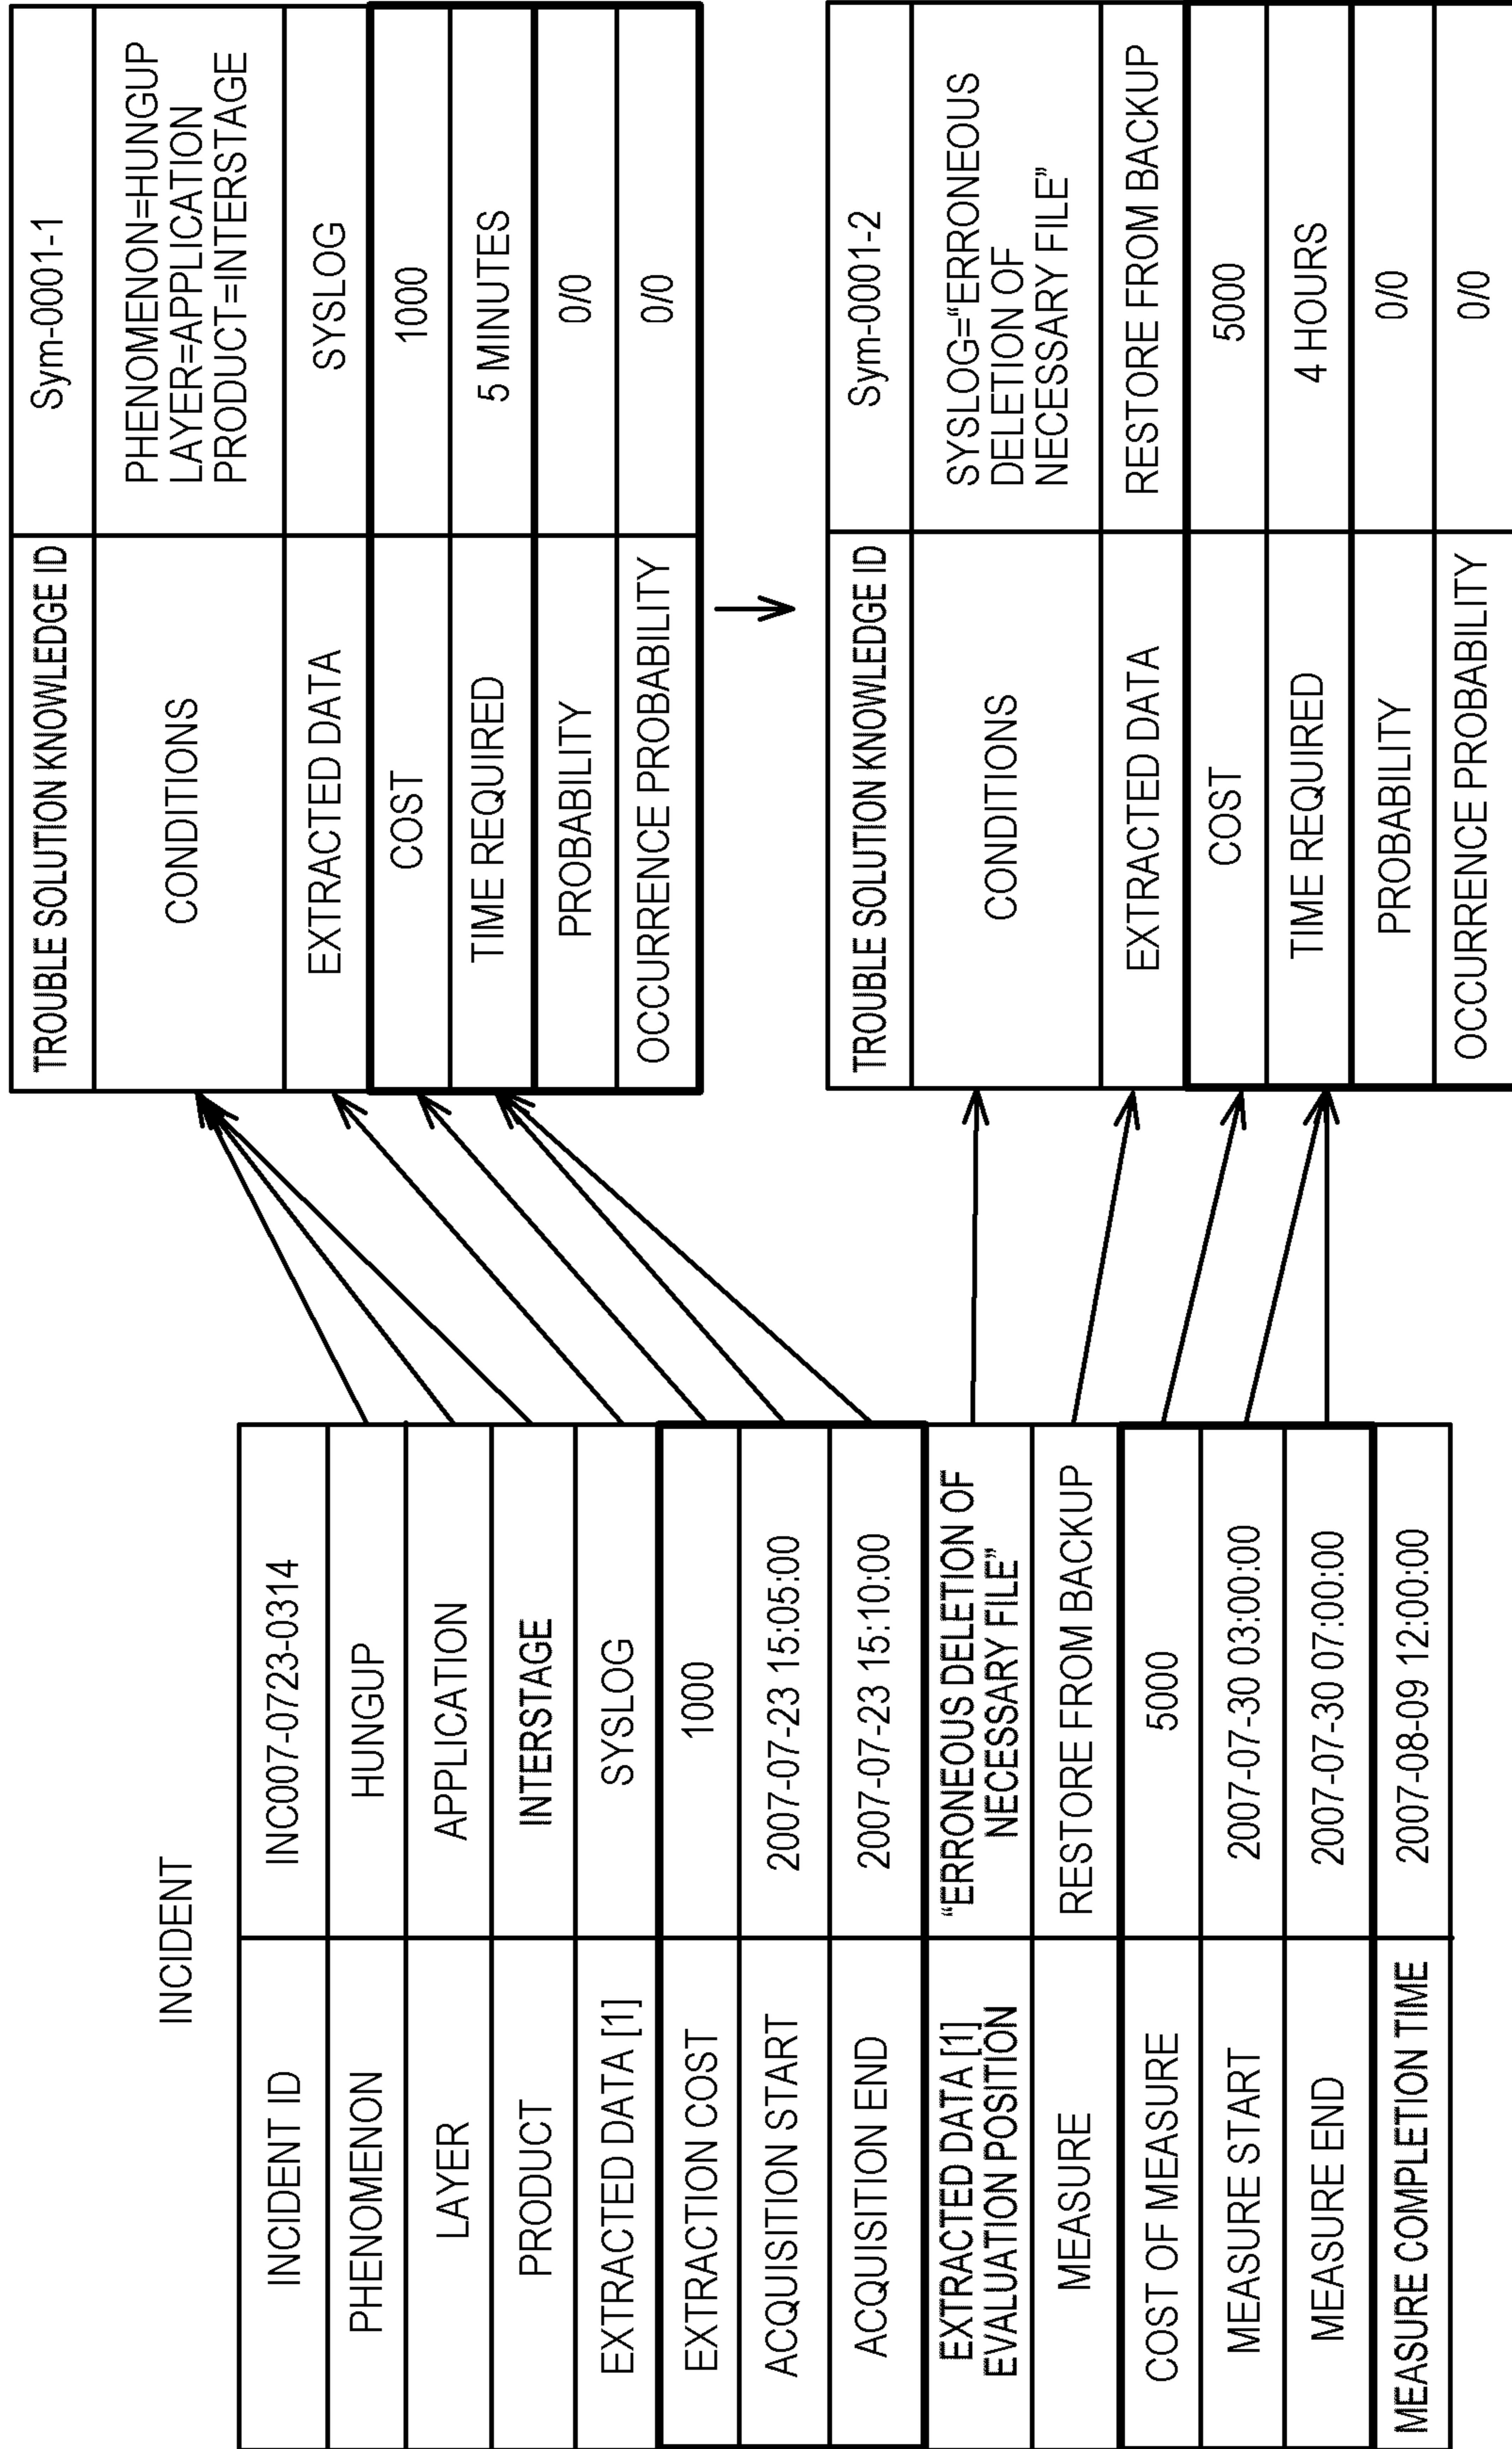 INCIDENT
INCIDENT ID
INC007-0723-0314
PHENOMENON
HUNGUP
LAYER
APPLICATION
PRODUCT
INTERSTAGE
EXTRACTED DATA [1]
SYSLOG
EXTRACTION COST
1000
ACQUISITION START
2007-07-23 15:05:00
ACQUISITION END
2007-07-23 15:10:00
EXTRACTED DATA [1]
EVALUATION POSITION
“ERRONEOUS DELETION OF
NECESSARY FILE”
MEASURE
RESTORE FROM BACKUP
COST OF MEASURE
5000
MEASURE START
2007-07-30 03:00:00
MEASURE END
2007-07-30 07:00:00
MEASURE COMPLETION TIME
2007-08-09 12:00:00
TROUBLE SOLUTION KNOWLEDGE ID
Sym-0001-1
CONDITIONS
PHENOMENON=HUNGUP
LAYER=APPLICATION
PRODUCT=INTERSTAGE
EXTRACTED DATA
SYSLOG
COST
1000
TIME REQUIRED
5 MINUTES
PROBABILITY
0/0
OCCURRENCE PROBABILITY
0/0
TROUBLE SOLUTION KNOWLEDGE ID
Sym-0001-2
CONDITIONS
SYSLOG=“ERRONEOUS
DELETION OF
NECESSARY FILE”
EXTRACTED DATA
RESTORE FROM BACKUP
COST
5000
TIME REQUIRED
4 HOURS
PROBABILITY
0/0
OCCURRENCE PROBABILITY
0/0